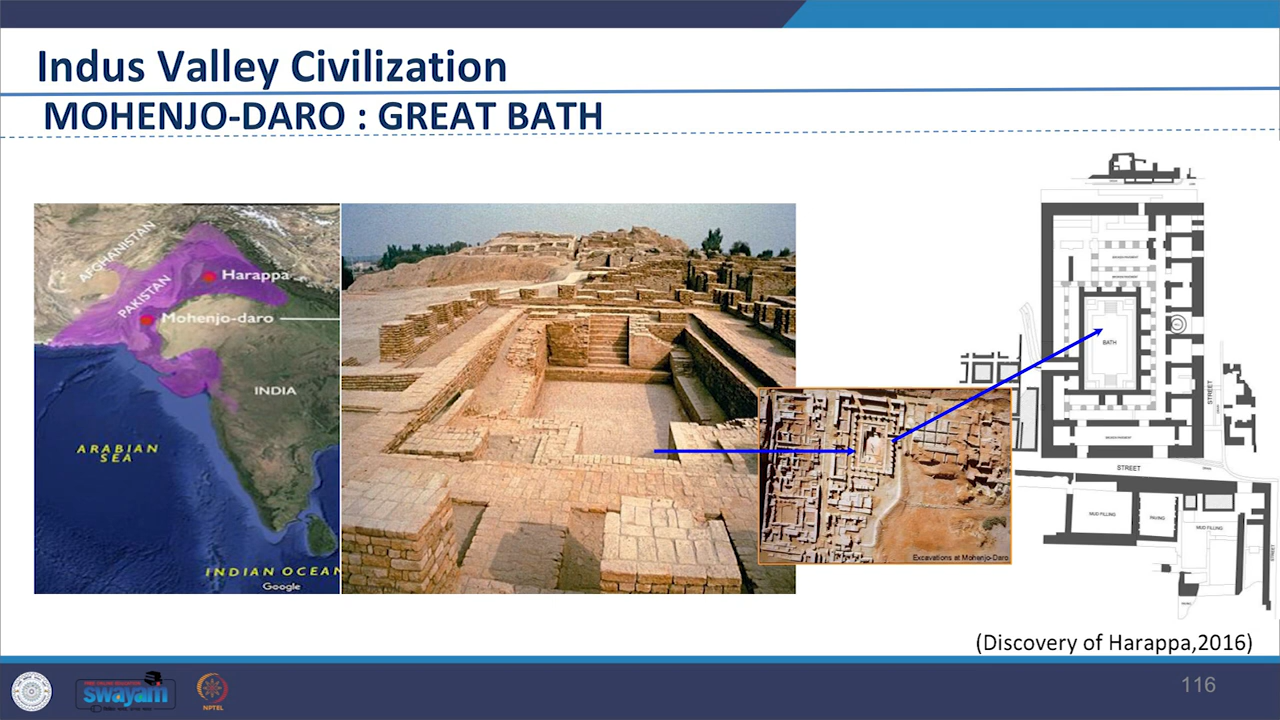 Indus Valley Civilization
MOHENJO-DARO : GREAT BATH
AFGHANISTAN
PAKISTAN
Harappa
Mohenjo-daro
INDIA
ARABIAN
SEA
INDIAN OCEAN
Google
Excavations at Mohenjo-Daro
BATH
STREET
STREET
MUD FILLING
PAVING
MUD FILLING
STREET
(Discovery of Harappa,2016)
swayam
NPTEL
116